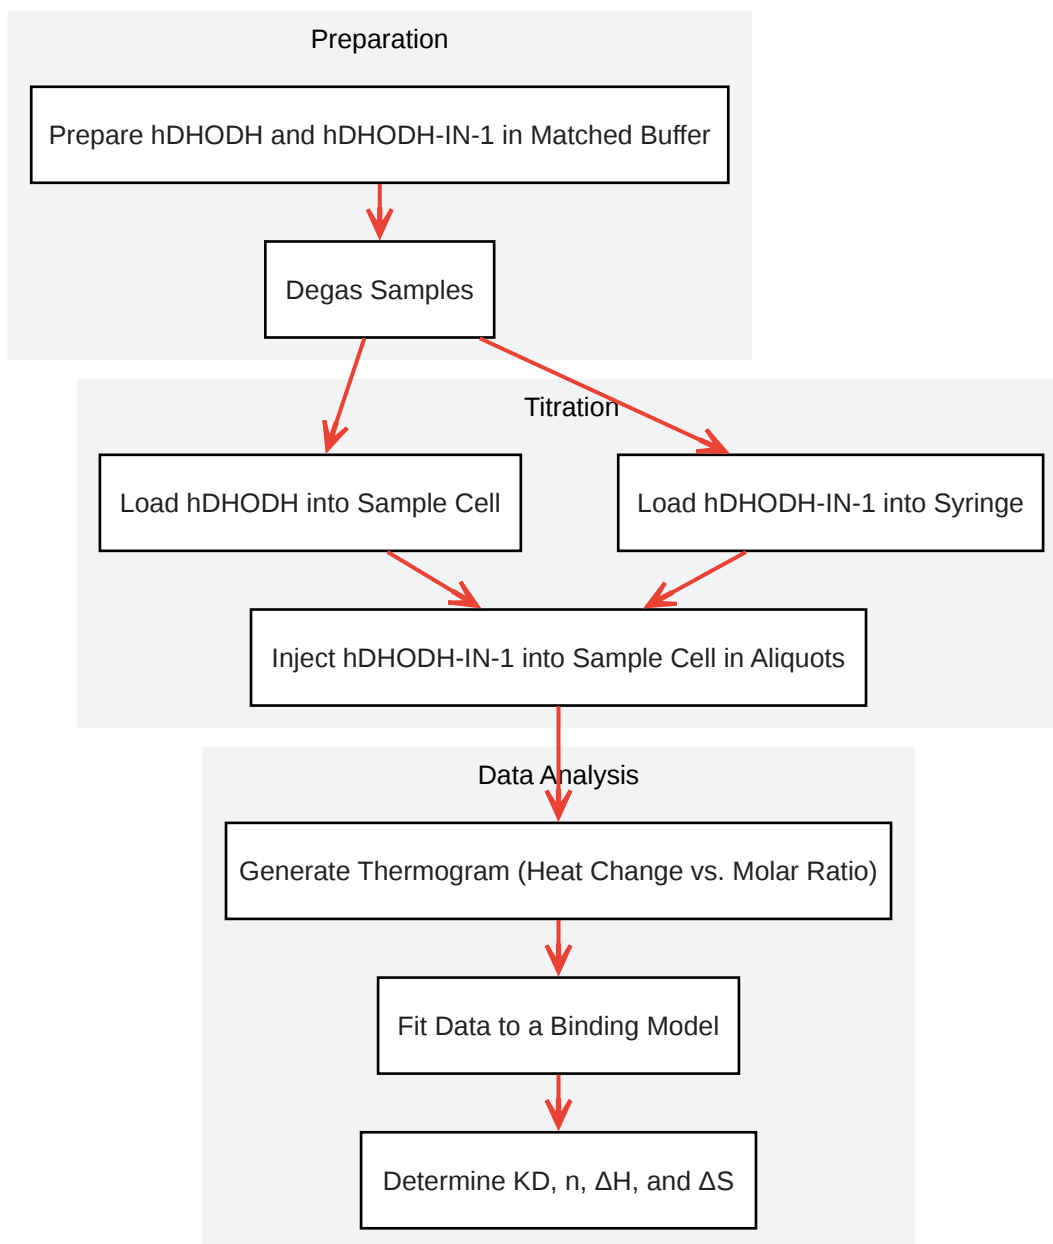 Preparation
Prepare hDHODH and hDHODH-IN-1 in Matched Buffer
Degas Samples
Titration
Load hDHODH into Sample Cell
Load hDHODH-IN-1 into Syringe
Inject hDHODH-IN-1 into Sample Cell in Aliquots
Data Analysis
Generate Thermogram (Heat Change vs. Molar Ratio)
Fit Data to a Binding Model
Determine KD, n, ΔH, and ΔS